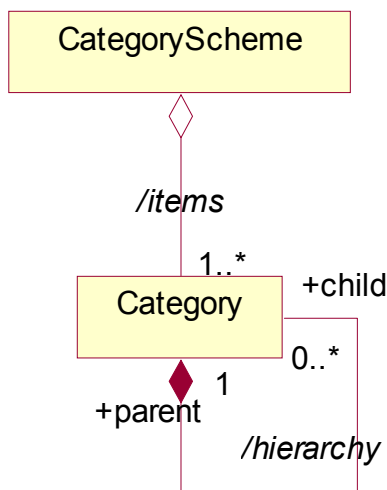 CategoryScheme
/items
1..*
+child
Category
0..*
1
+parent
/hierarchy